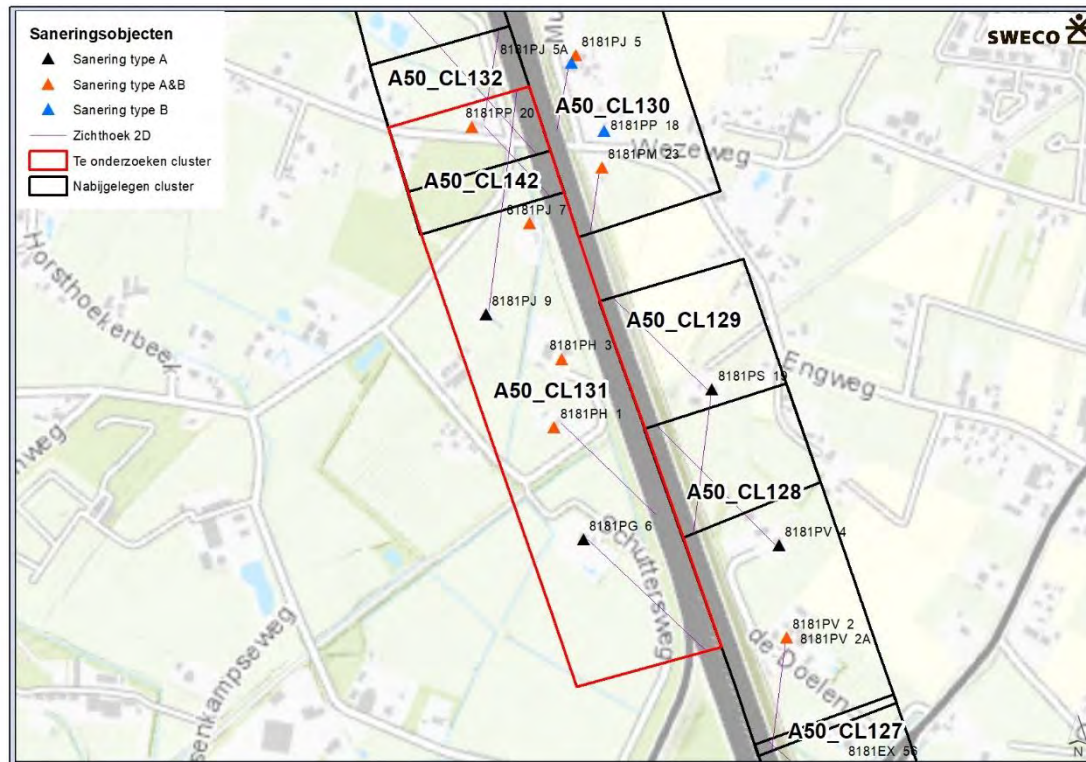 Saneringsobjecten
Sanering type A
Sanering type A&B
Sanering type B
Zichthoek 2D
Te onderzoeken cluster
Nabijgelegen cluster
SWECO
8181PJ 5A
8181PJ 5
A50_CL132
A50_CL130
8181PP 20
8181PP 18
Wezeweg
8181PM 23
A50_CL142
8181PJ 7
Horsthoekerbeek
8181PJ 9
A50_CL129
8181PH 3
Engweg
8181PS 19
A50_CL131
8181PH 1
A50_CL128
8181PG 6
8181PV 4
Schuttersweg
8181PV 2
8181PV 2A
de Doelen
senkampseweg
A50_CL127
8181EX 56
N